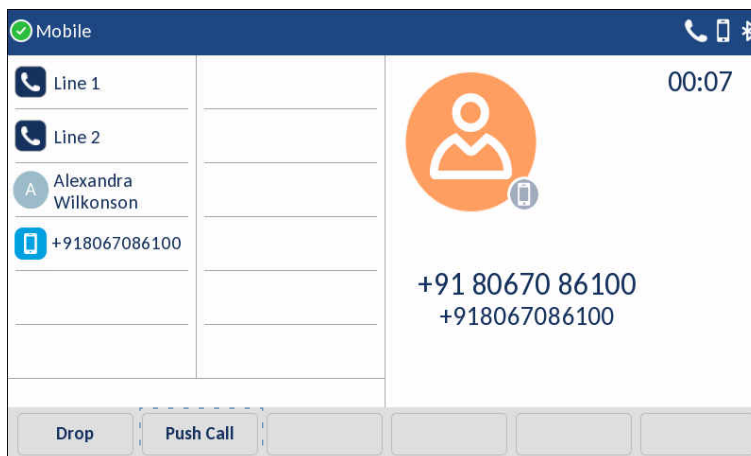 Mobile
Line 1
Line 2
A
Alexandra
Wilkonson
+918067086100
00:07
+91 80670 86100
+918067086100
Drop
Push Call